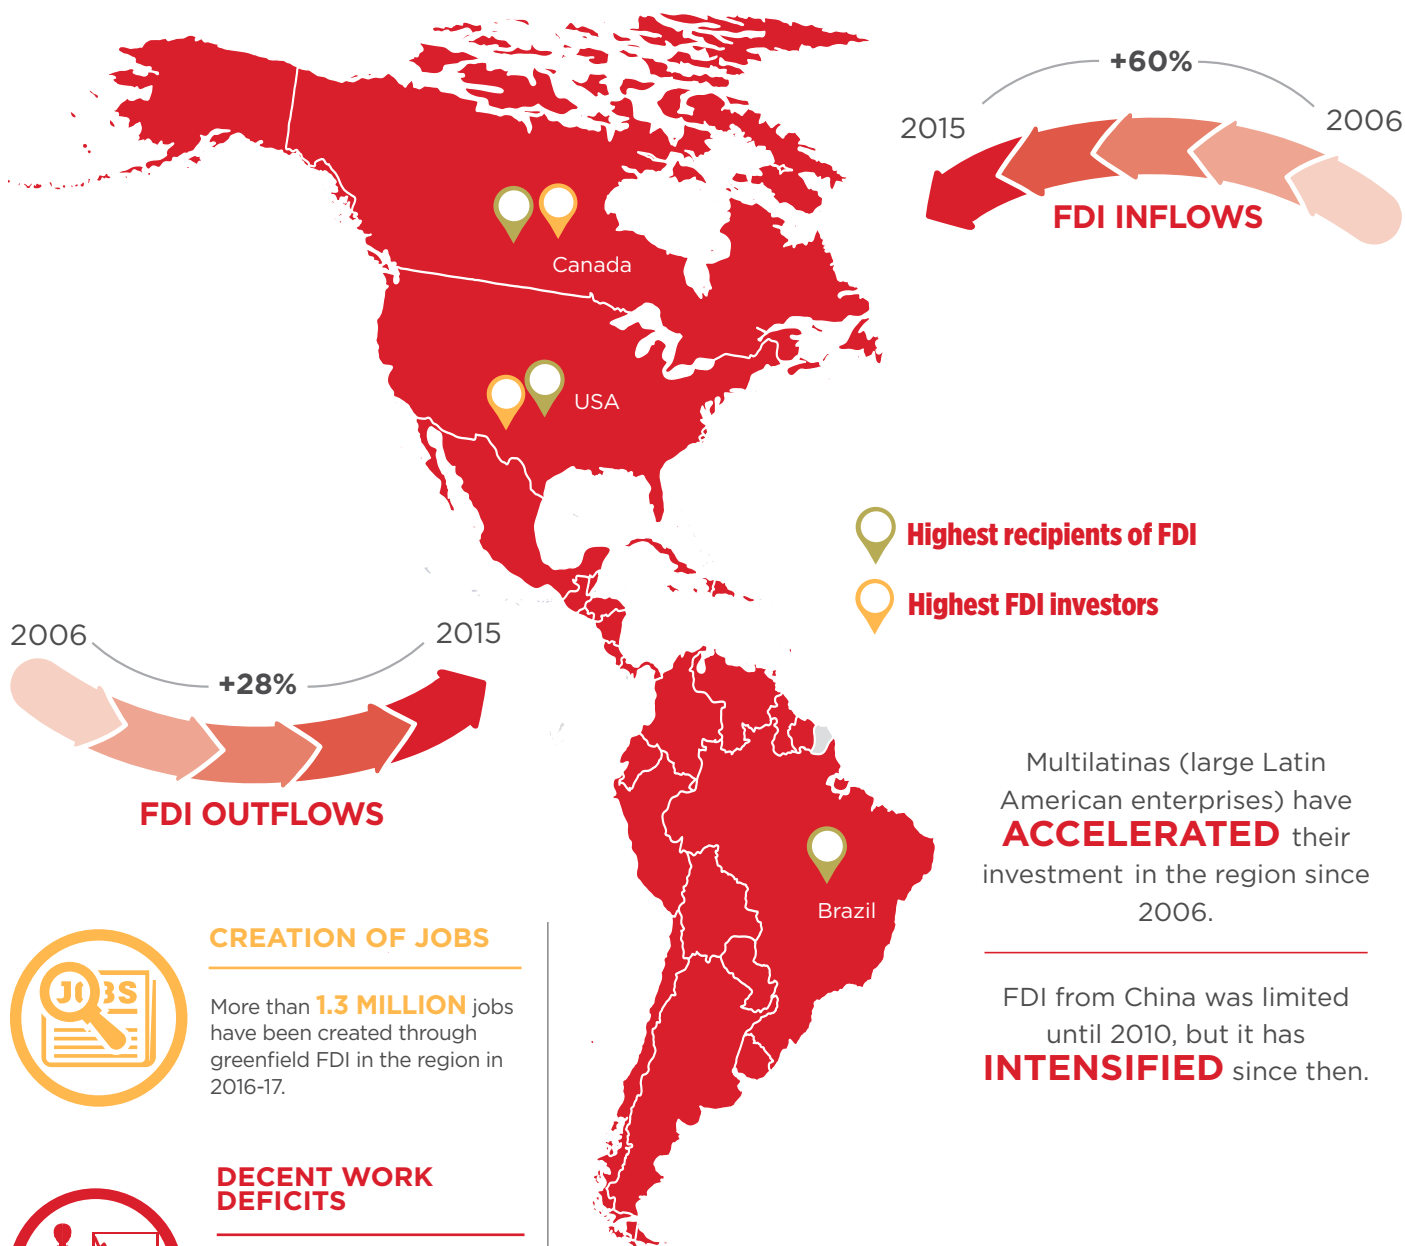 +60%
2015
2006
FDI INFLOWS
Canada
USA
Highest recipients of FDI
Highest FDI investors
2006
2015
+28%
FDI OUTFLOWS
Multilatinas (large Latin
American enterprises) have
ACCELERATED their
investment in the region since
2006.
Brazil
FDI from China was limited
until 2010, but it has
INTENSIFIED since then.
CREATION OF JOBS
More than 1.3 MILLION jobs
have been created through
greenfield FDI in the region in
2016-17.
DECENT WORK
DEFICITS